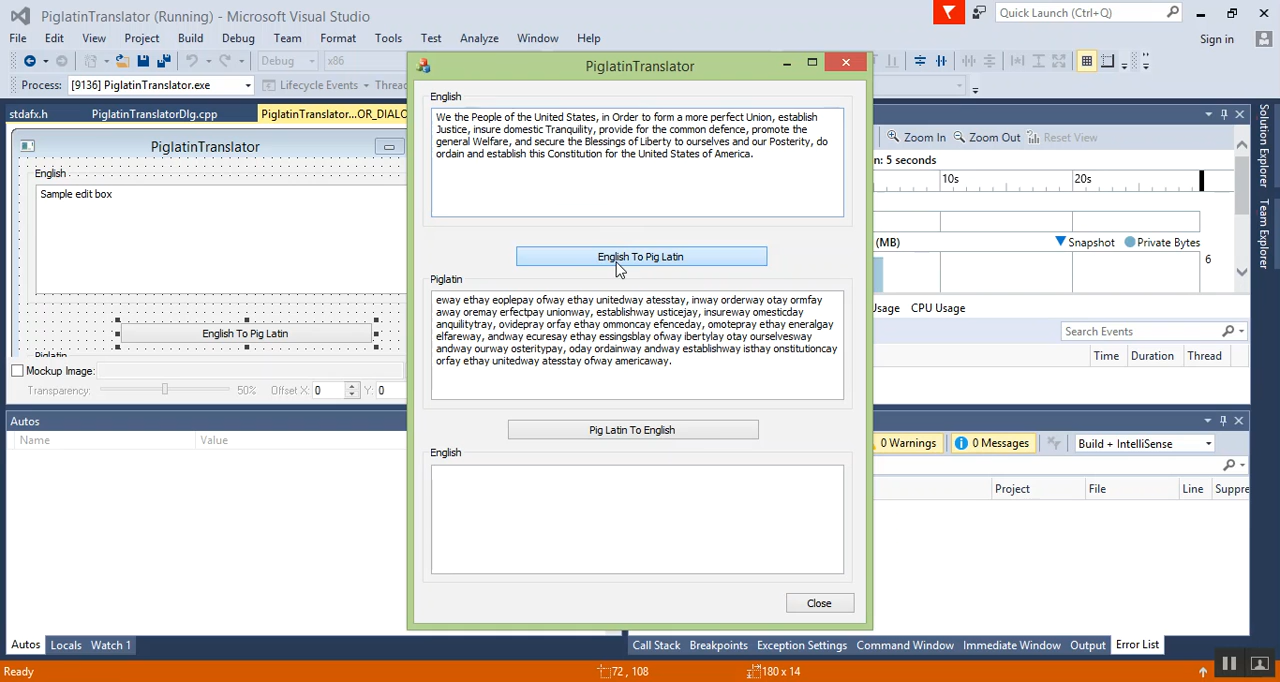 PiglatinTranslator (Running) - Microsoft Visual Studio
Quick Launch (Ctrl+Q)
File Edit View Project Build Debug Team Format Tools Test Analyze Window Help
Sign in
Debug x86
Process: [9136] PiglatinTranslator.exe Lifecycle Events
stdafx.h PiglatinTranslatorDlg.cpp PiglatinTranslator...OR_DIALO
PiglatinTranslator
English
Sample edit box
English To Pig Latin
Piglatin
Mockup Image:
Transparency: 50% Offset X: 0 Y: 0
Autos
Name Value
Autos Locals Watch 1
PiglatinTranslator
English
We the People of the United States, in Order to form a more perfect Union, establish
Justice, insure domestic Tranquility, provide for the common defence, promote the
general Welfare, and secure the Blessings of Liberty to ourselves and our Posterity, do
ordain and establish this Constitution for the United States of America.
English To Pig Latin
Piglatin
eway ethay eoplepay ofway ethay unitedway atesstay, inway orderway otay ormfay
away oremay erfectpay unionway, establishway usticejay, insureway omesticday
anquilitytray, ovidepray orfay ethay ommoncay efenceday, omotepray ethay eneralgay
elfareway, andway ecuresay ethay essingsblay ofway ibertylay otay ourselvesway
andway ourway osteritypay, oday ordainway andway establishway isthay onstitutioncay
orfay ethay unitedway atesstay ofway americaway.
Pig Latin To English
English
Close
Zoom In Zoom Out Reset View
n: 5 seconds
10s 20s
(MB) Snapshot Private Bytes
6
Usage CPU Usage
Search Events
Time Duration Thread
0 Warnings 0 Messages Build + IntelliSense
Project File Line Suppre
Call Stack Breakpoints Exception Settings Command Window Immediate Window Output Error List
Solution Explorer
Team Explorer
Ready 72 , 108 180 x 14